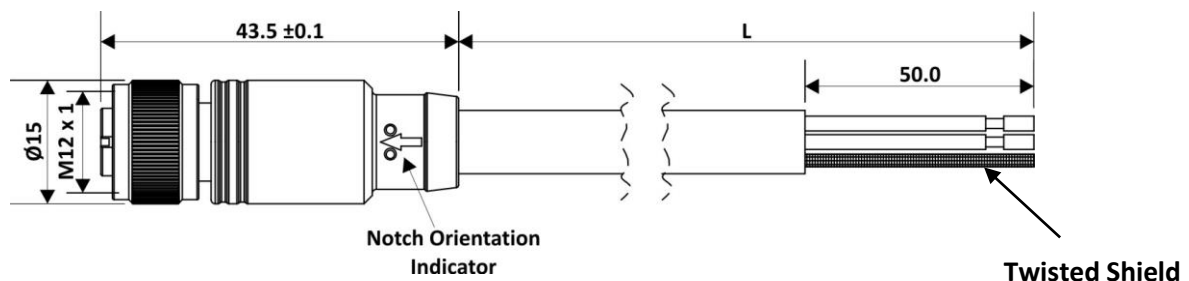 43.5 ±0.1
L
50.0
Ø15
M12 x 1
Notch Orientation
Indicator
Twisted Shield